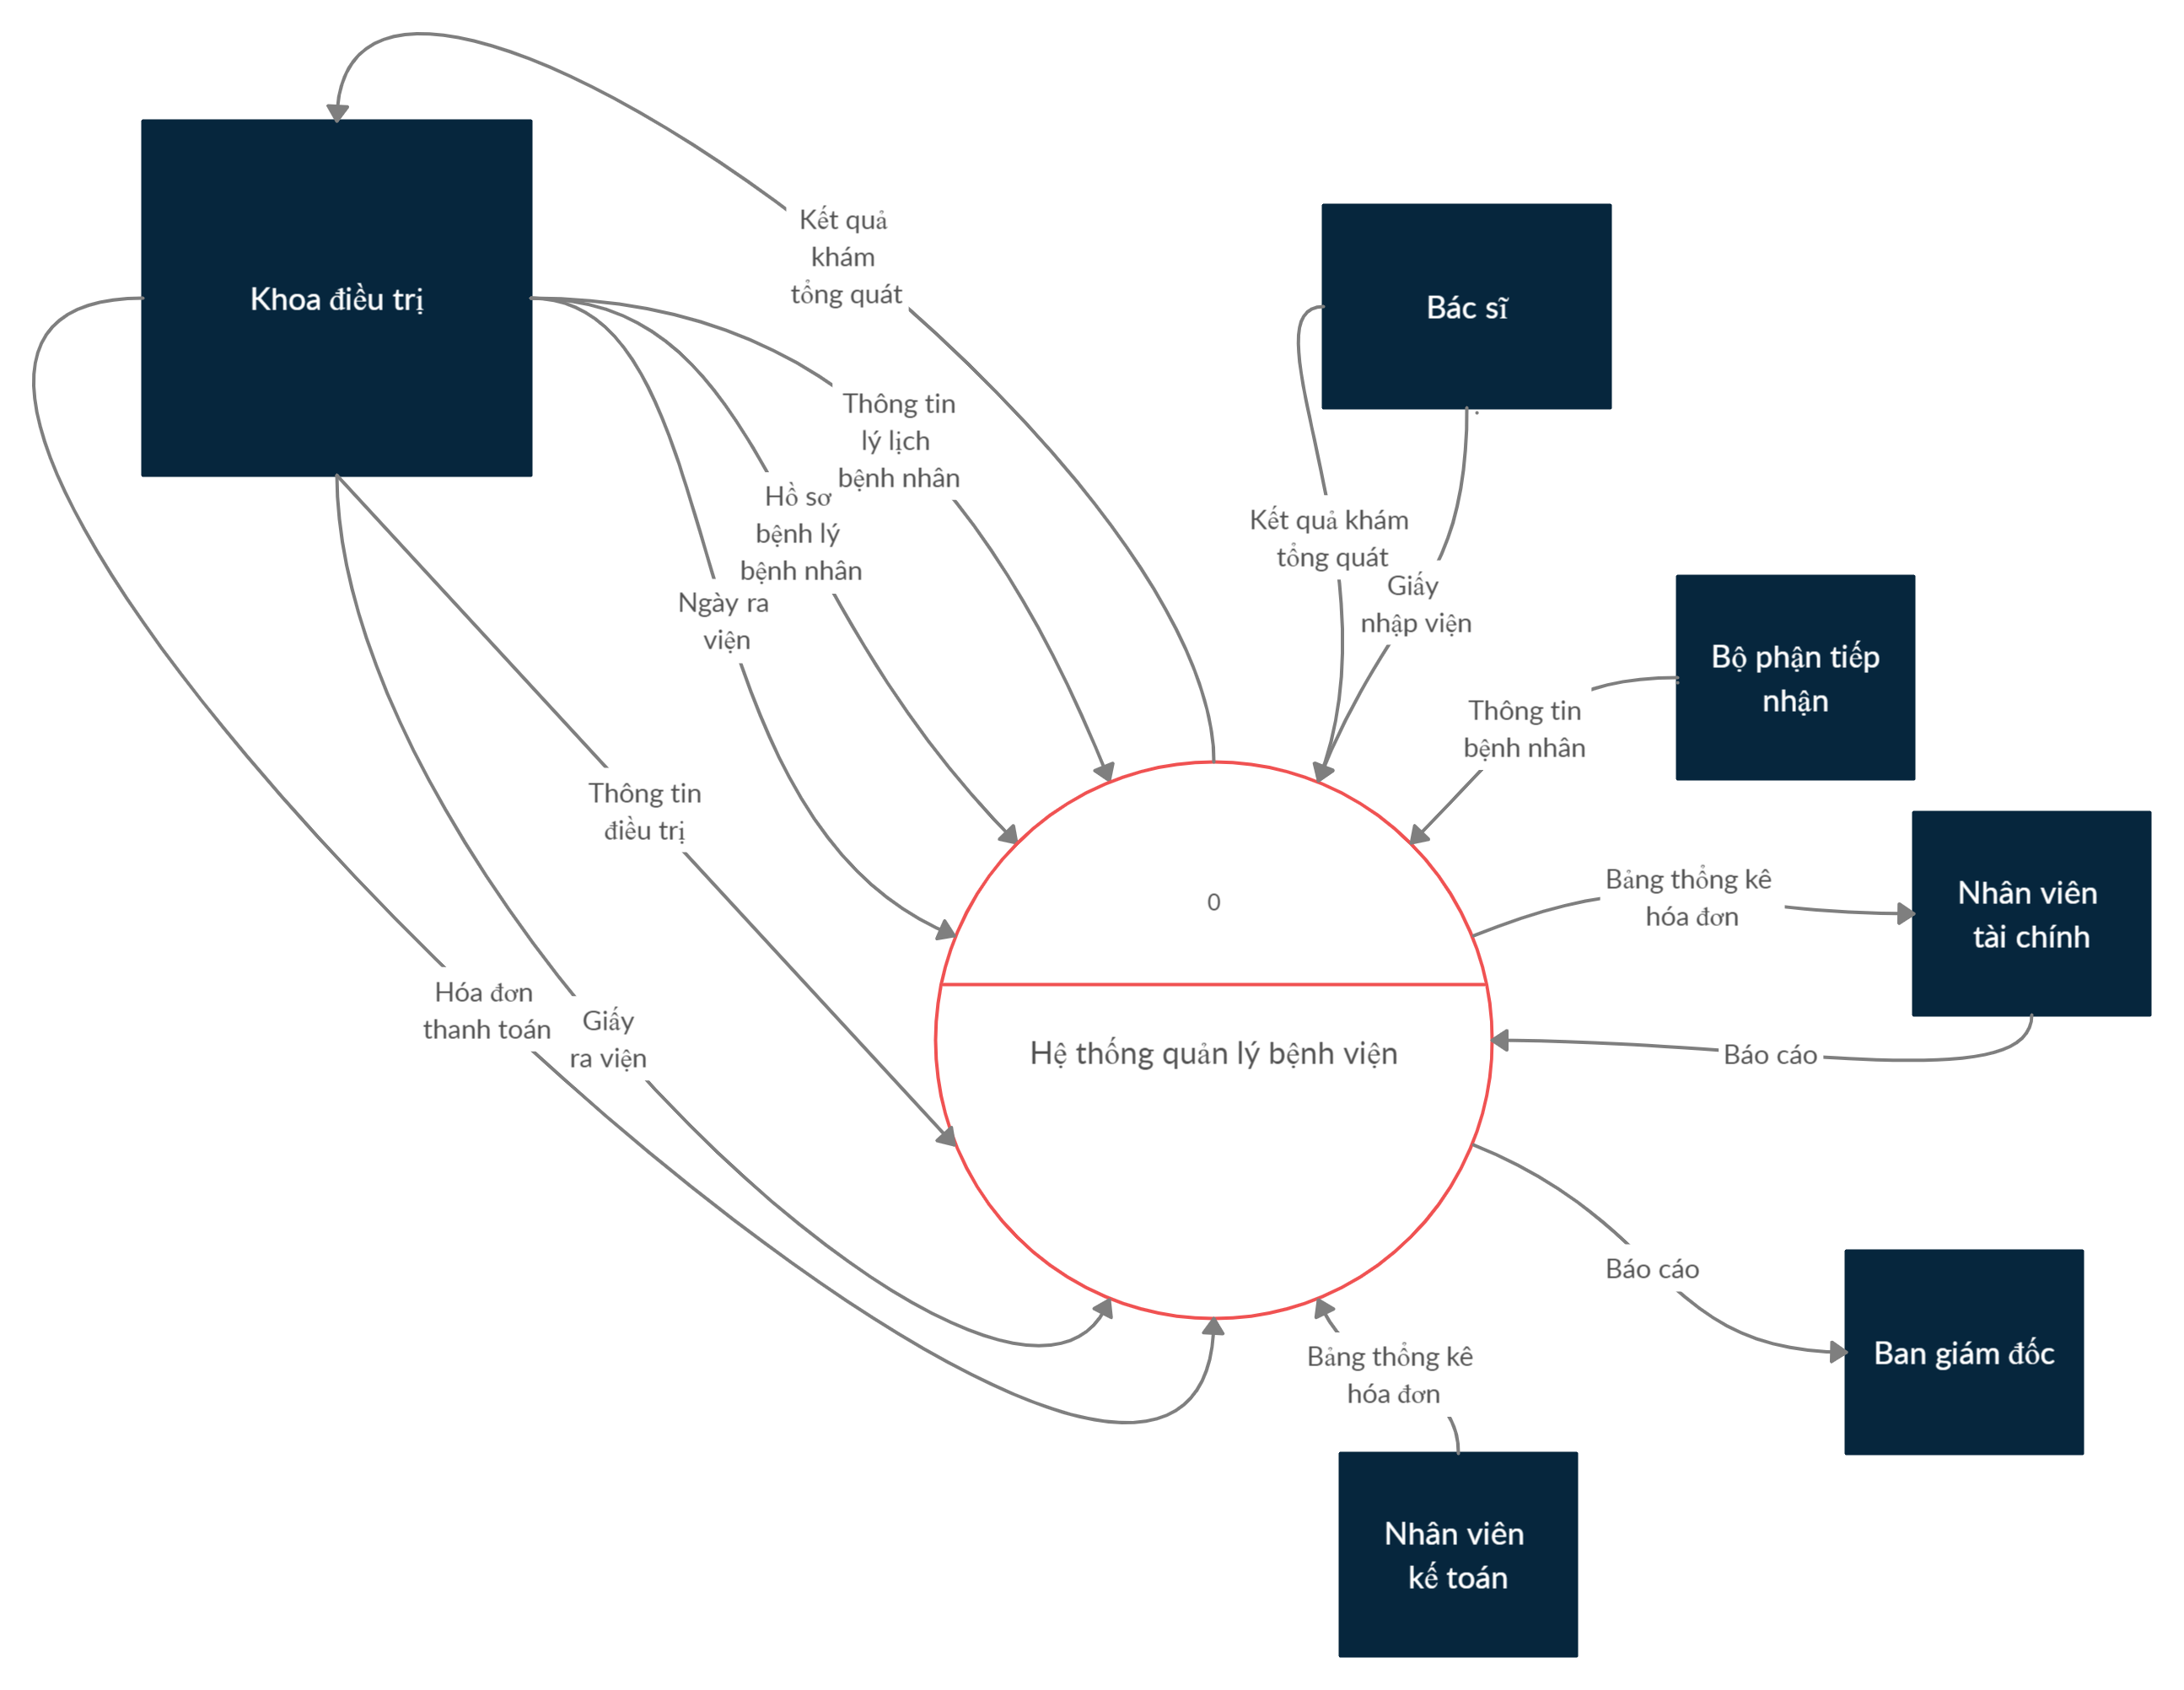 Kết quả
khám
tổng quát
Khoa điều trị
Bác sĩ
Thông tin
lý lịch
bệnh nhân
Hồ sơ
bệnh lý
bệnh nhân
Ngày ra
viện
Kết quả khám
tổng quát
Giấy
nhập viện
Bộ phận tiếp
nhận
Thông tin
bệnh nhân
Thông tin
điều trị
Bảng thống kê
hóa đơn
Nhân viên
tài chính
0
Hóa đơn
thanh toán
Giấy
ra viện
Hệ thống quản lý bệnh viện
Báo cáo
Báo cáo
Ban giám đốc
Bảng thống kê
hóa đơn
Nhân viên
kế toán